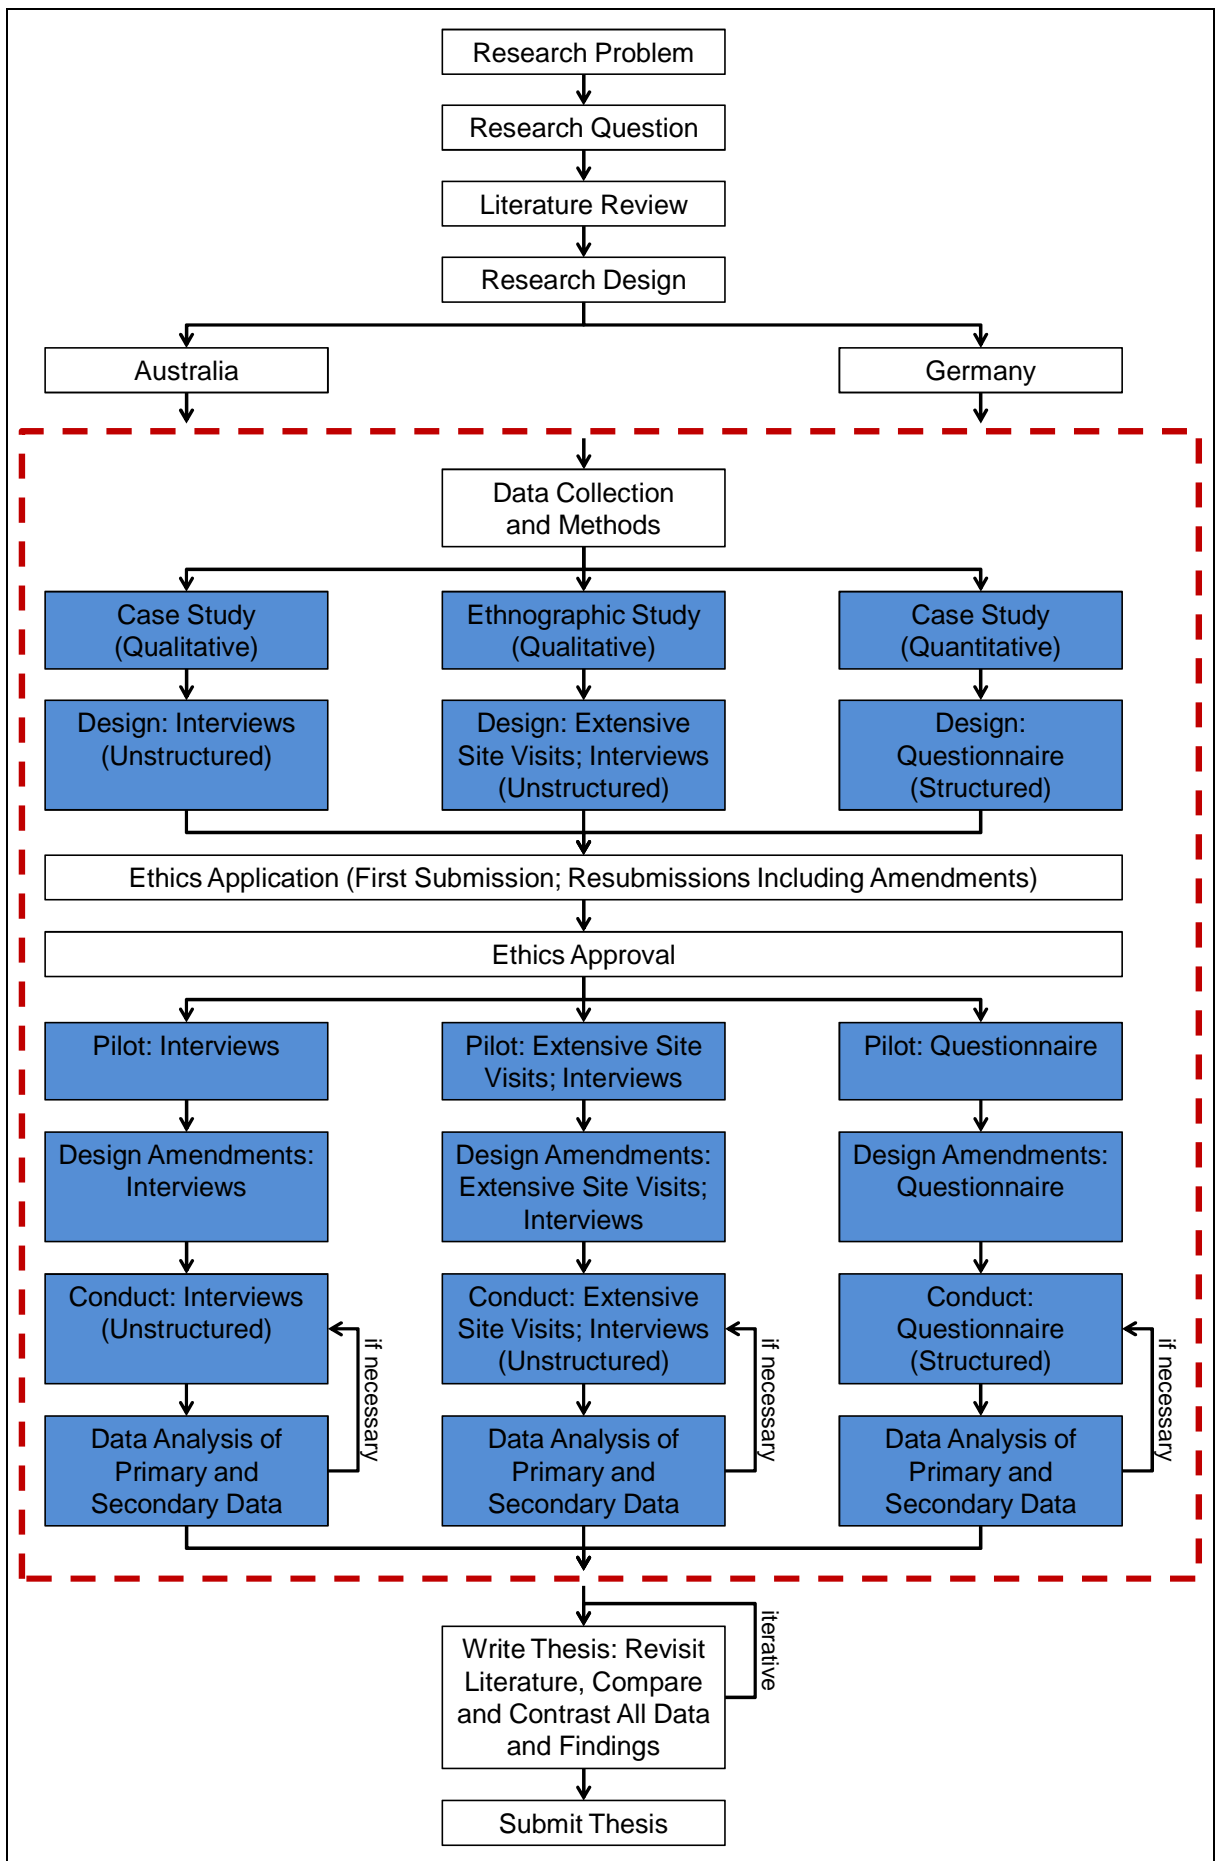 Research Problem
Research Question
Literature Review
Research Design
Australia
Germany
Data Collection
and Methods
Case Study
(Qualitative)
Ethnographic Study
(Qualitative)
Case Study
(Quantitative)
Design: Interviews
(Unstructured)
Design: Extensive
Site Visits; Interviews
(Unstructured)
Design:
Questionnaire
(Structured)
Ethics Application (First Submission; Resubmissions Including Amendments)
Ethics Approval
Pilot: Interviews
Pilot: Extensive Site
Visits; Interviews
Pilot: Questionnaire
Design Amendments:
Interviews
Design Amendments:
Extensive Site Visits;
Interviews
Design Amendments:
Questionnaire
Conduct: Interviews
(Unstructured)
if necessary
Conduct: Extensive
Site Visits; Interviews
(Unstructured)
if necessary
Conduct:
Questionnaire
(Structured)
if necessary
Data Analysis of
Primary and
Secondary Data
Data Analysis of
Primary and
Secondary Data
Data Analysis of
Primary and
Secondary Data
iterative
Write Thesis: Revisit
Literature, Compare
and Contrast All Data
and Findings
Submit Thesis